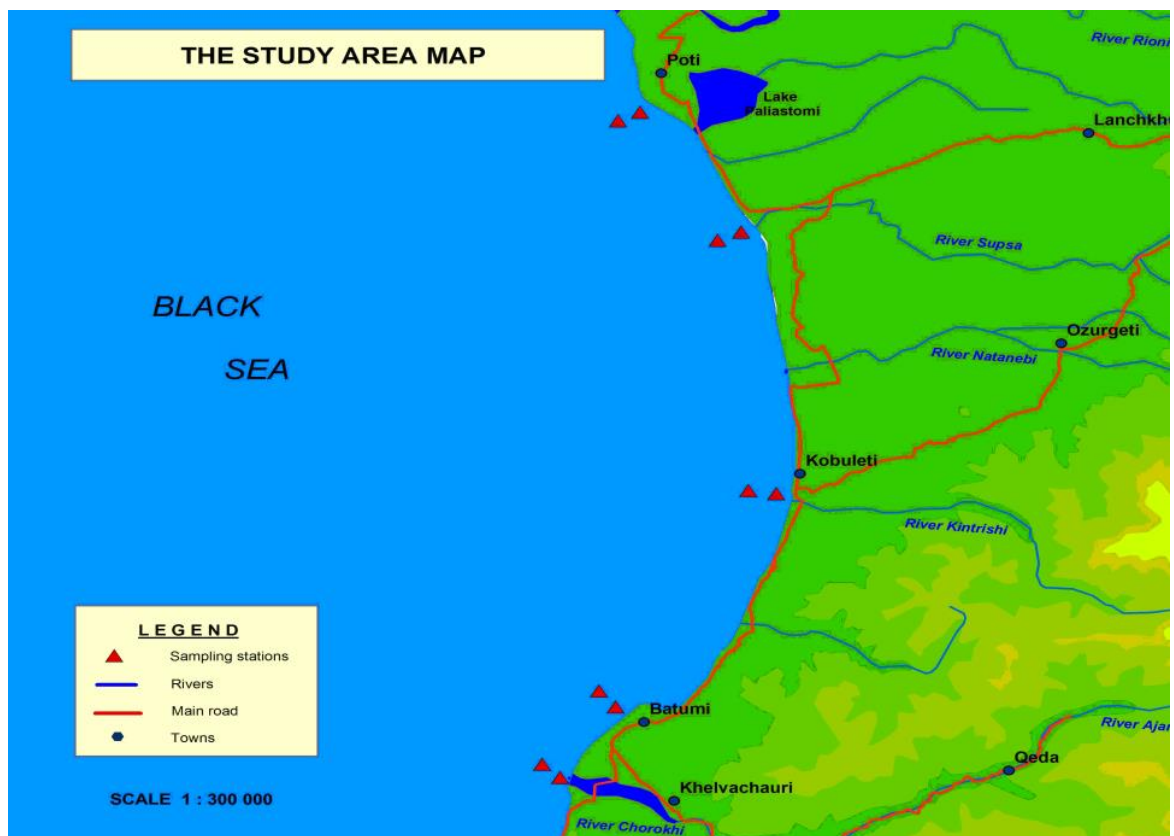 THE STUDY AREA MAP
River Rioni
Poti
Lake
Paliastomi
Lanchkhu
River Supsa
BLACK
SEA
Ozurgeti
River Natanebi
Kobuleti
River Kintrishi
LEGEND
Sampling stations
Rivers
Main road
Towns
Batumi
River Ajar
Qeda
SCALE 1 : 300 000
Khelvachauri
River Chorokhi